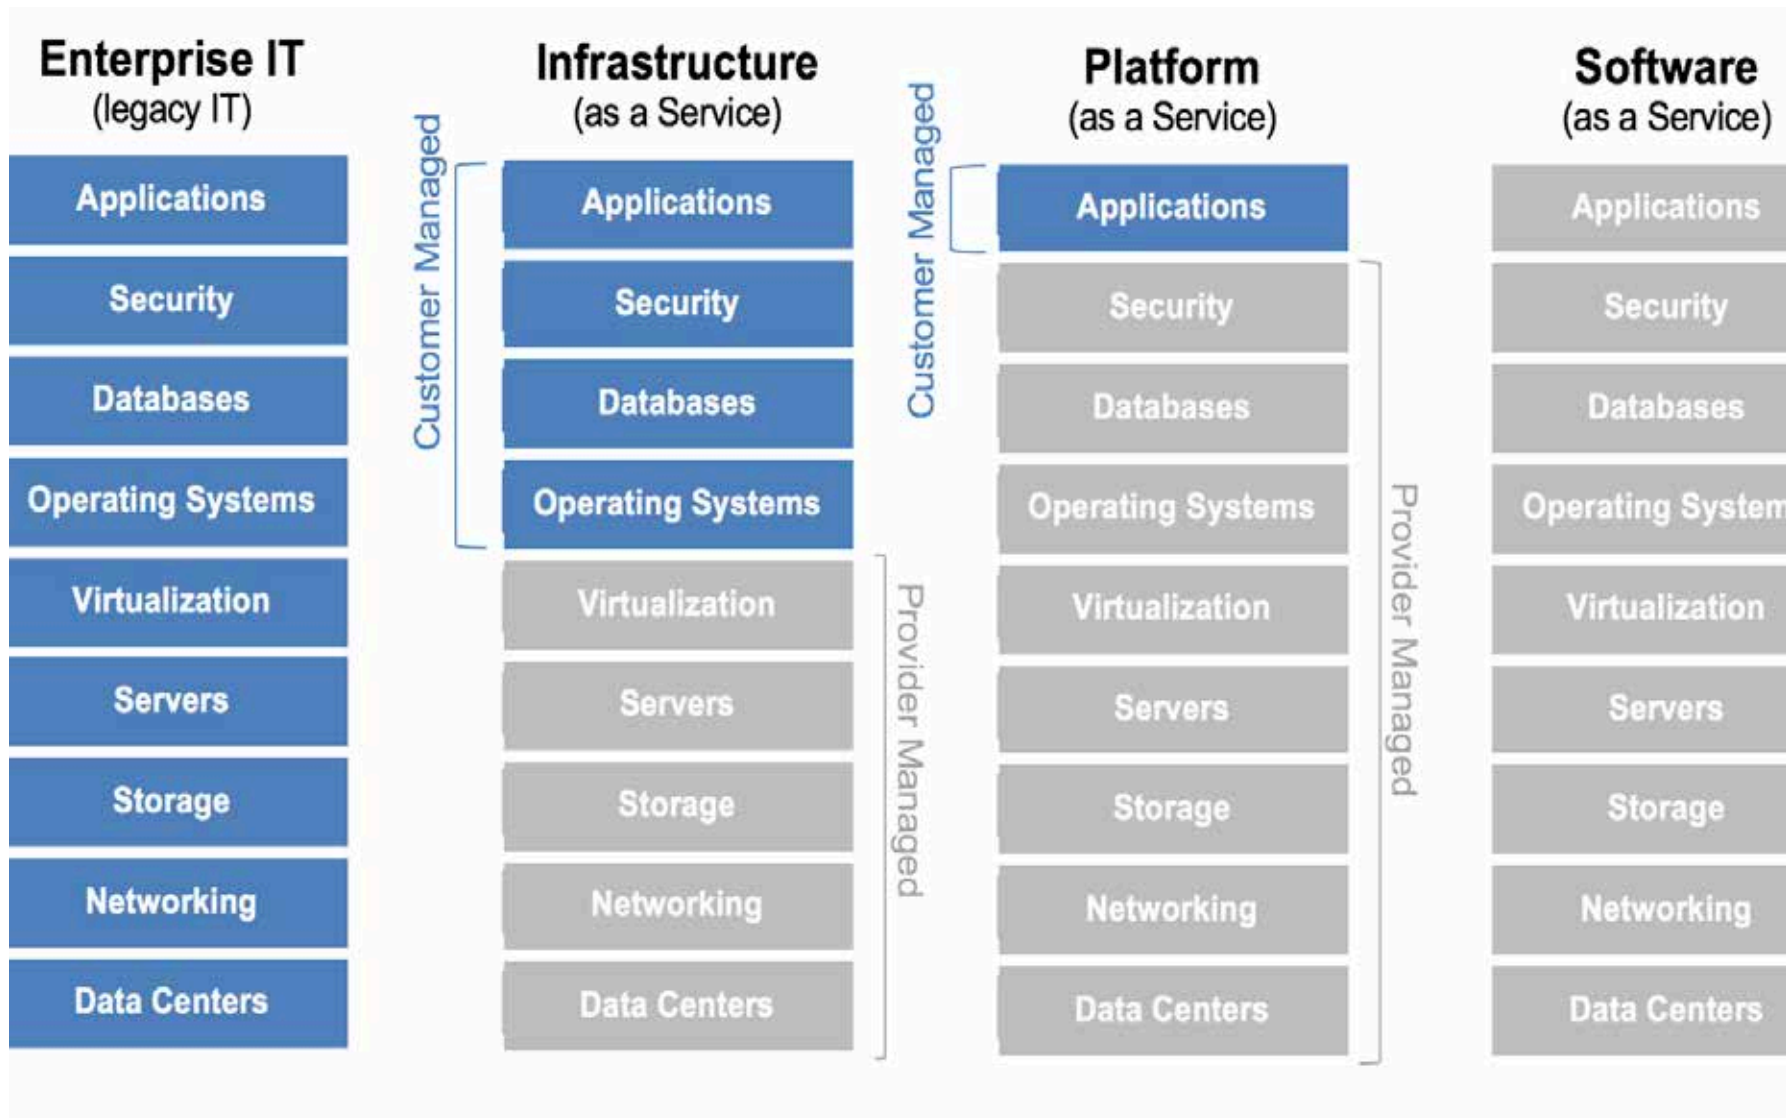 Enterprise IT
(legacy IT)
Applications
Security
Databases
Operating Systems
Virtualization
Servers
Storage
Networking
Data Centers
Customer Managed
Infrastructure
(as a Service)
Applications
Security
Databases
Operating Systems
Virtualization
Servers
Storage
Networking
Data Centers
Provider Managed
Customer Managed
Platform
(as a Service)
Applications
Security
Databases
Operating Systems
Virtualization
Servers
Storage
Networking
Data Centers
Provider Managed
Software
(as a Service)
Applications
Security
Databases
Operating System
Virtualization
Servers
Storage
Networking
Data Centers